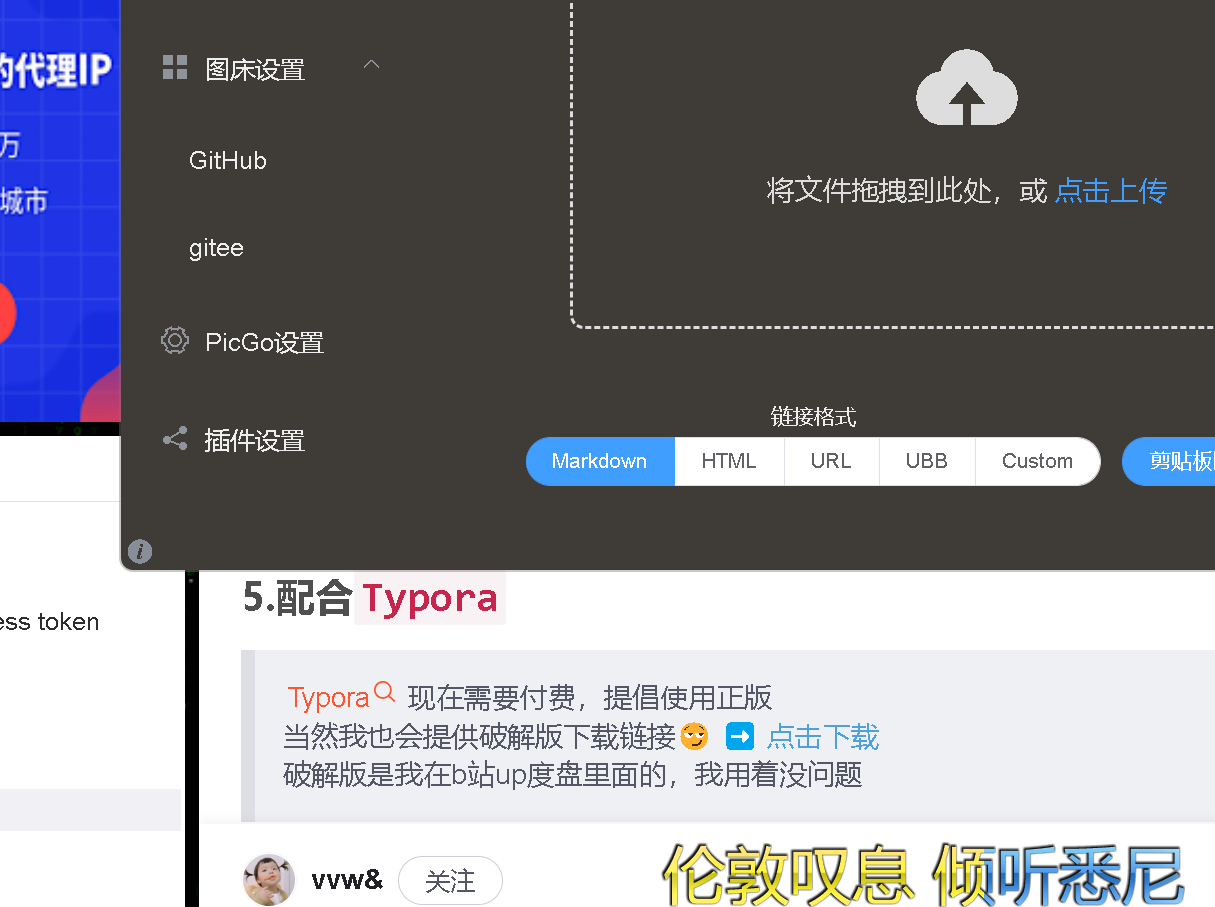 的代理IP
万
城市
图床设置
GitHub
gitee
PicGo设置
插件设置
将文件拖拽到此处，或 点击上传
链接格式
Markdown HTML URL UBB Custom 剪贴板
ess token
5.配合Typora
Typora 现在需要付费，提倡使用正版
当然我也会提供破解版下载链接😏 ➡ 点击下载
破解版是我在b站up度盘里面的，我用着没问题
vvw& 关注
伦敦叹息 倾听悉尼